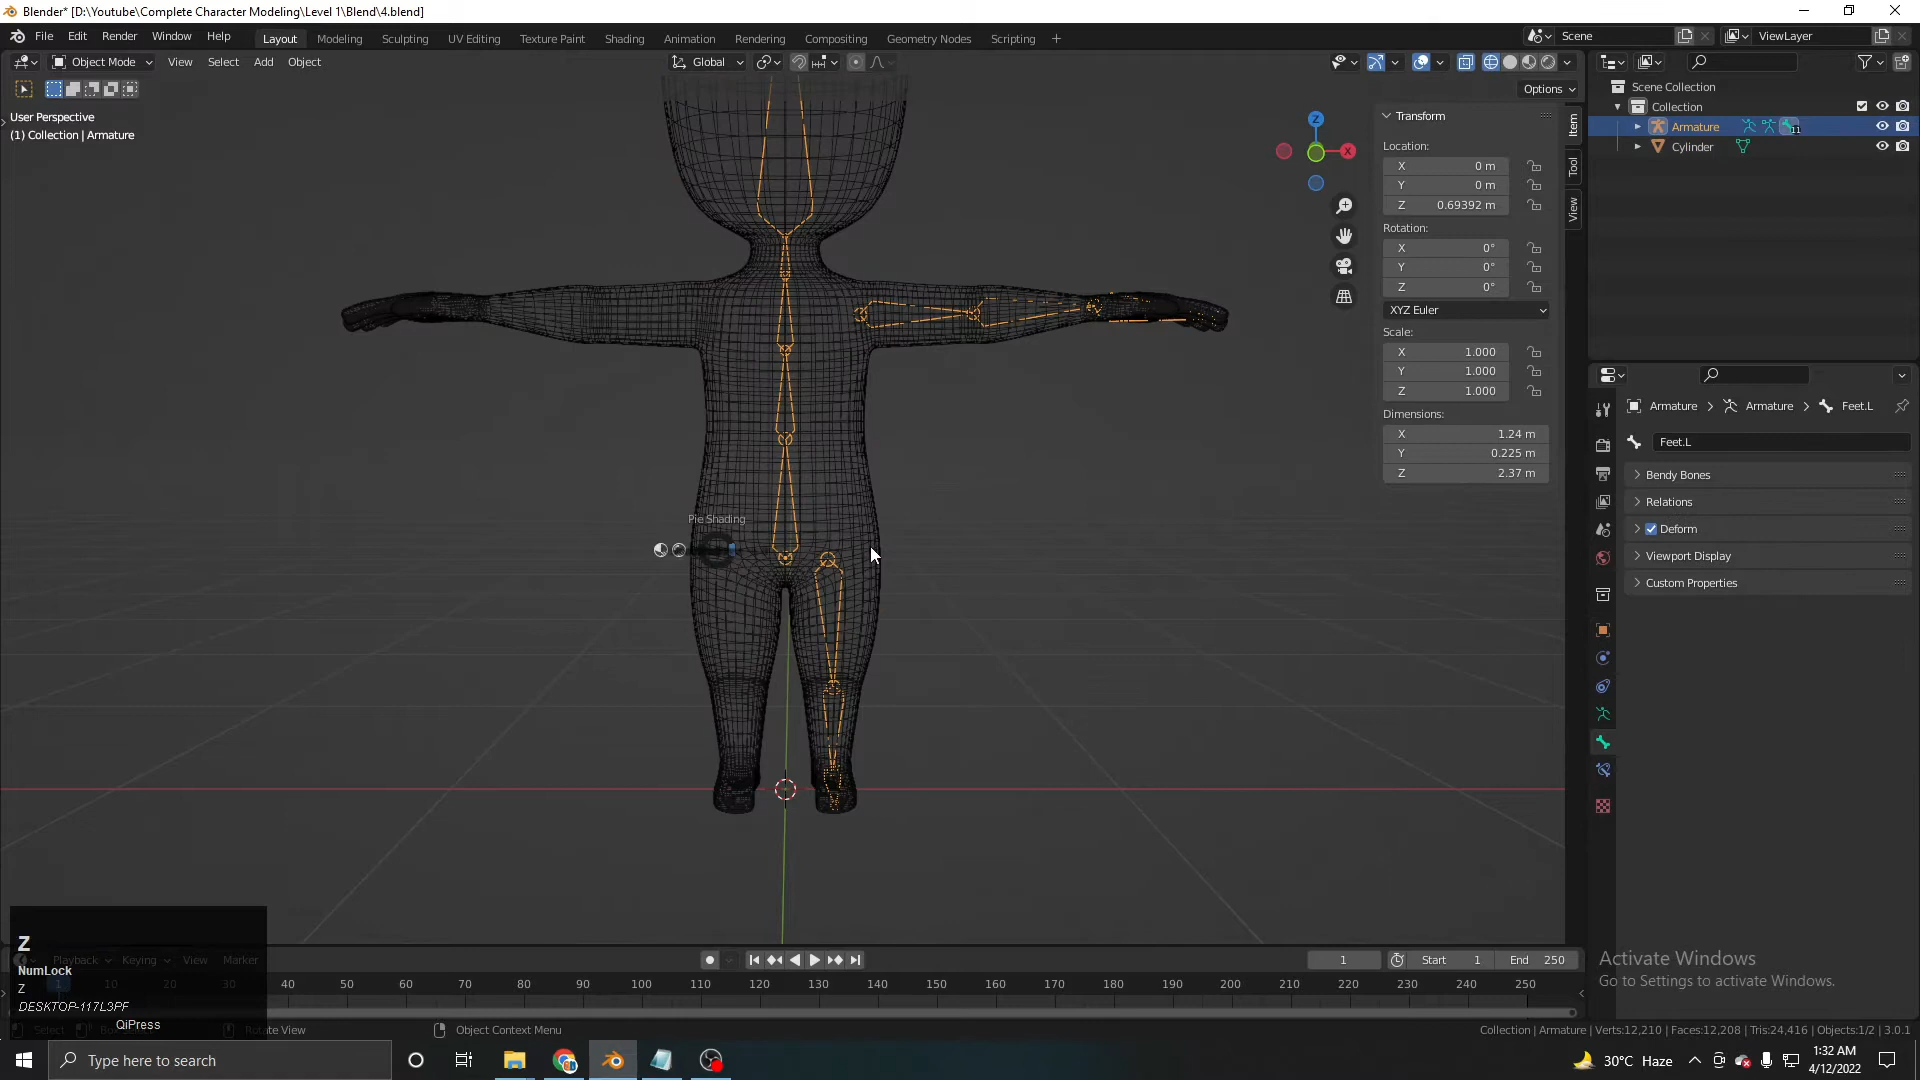 Blender* [D:\Youtube\Complete Character Modeling\Level 1\Blend\4.blend]
File Edit Render Window Help Layout Modeling Sculpting UV Editing Texture Paint Shading Animation Rendering Compositing Geometry Nodes Scripting Scene ViewLayer
Object Mode View Select Add Object Global
Options
User Perspective
(1) Collection | Armature
Z
X
Transform
Location:
X 0 m
Y 0 m
Z 0.69392 m
Rotation:
X 0°
Y 0°
Z 0°
XYZ Euler
Scale:
X 1.000
Y 1.000
Z 1.000
Dimensions:
X 1.24 m
Y 0.225 m
Z 2.37 m
Item
Tool
View
Scene Collection
Collection
Armature 11
Cylinder
Armature Armature Feet.L
Feet.L
Bendy Bones
Relations
Deform
Viewport Display
Custom Properties
Pie Shading
Activate Windows
Go to Settings to activate Windows.
Z
NumLock
Z
DESKTOP-117L3PF
QiPress
Playback Keying View Marker
1 Start 1 End 250
1 10 20 30 40 50 60 70 80 90 100 110 120 130 140 150 160 170 180 190 200 210 220 230 240 250
Select Rotate View Object Context Menu
Collection | Armature | Verts:12,210 | Faces:12,208 | Tris:24,416 | Objects:1/2 | 3.0.1
Type here to search
30°C Haze
1:32 AM
4/12/2022